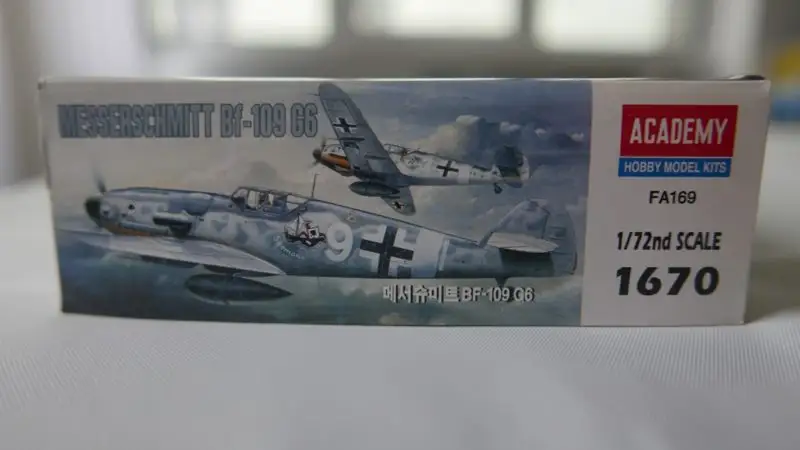 MESSERSCHMITT Bf-109 G6
9
메서슈미트 BF-109 G6
ACADEMY
HOBBY MODEL KITS
FA169
1/72nd SCALE
1670